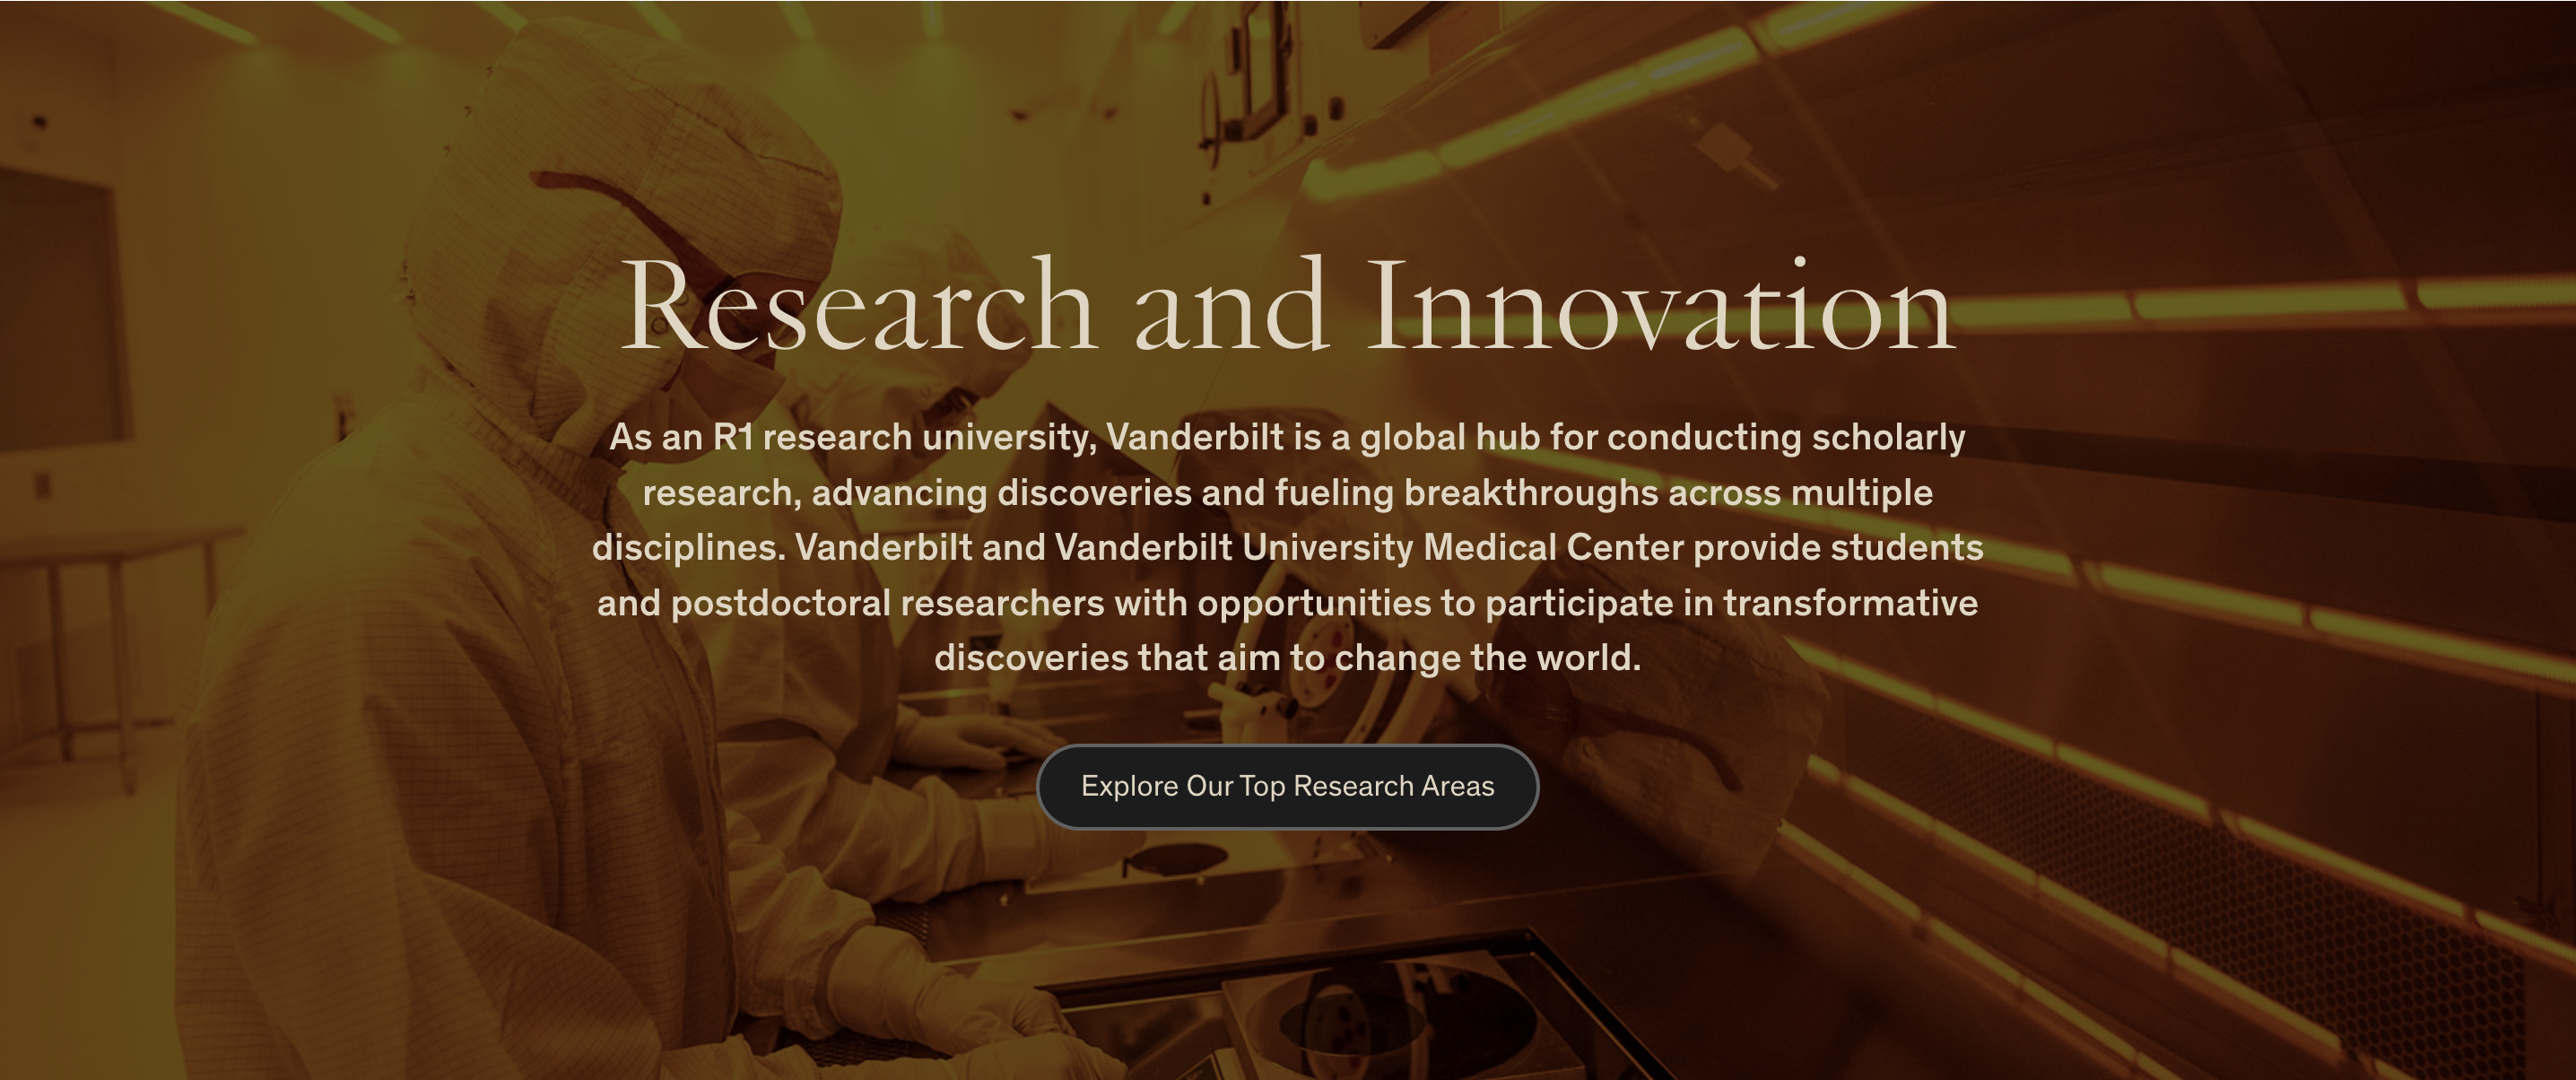 Research and Innovation
As an R1 research university, Vanderbilt is a global hub for conducting scholarly
research, advancing discoveries and fueling breakthroughs across multiple
disciplines. Vanderbilt and Vanderbilt University Medical Center provide students
and postdoctoral researchers with opportunities to participate in transformative
discoveries that aim to change the world.
Explore Our Top Research Areas